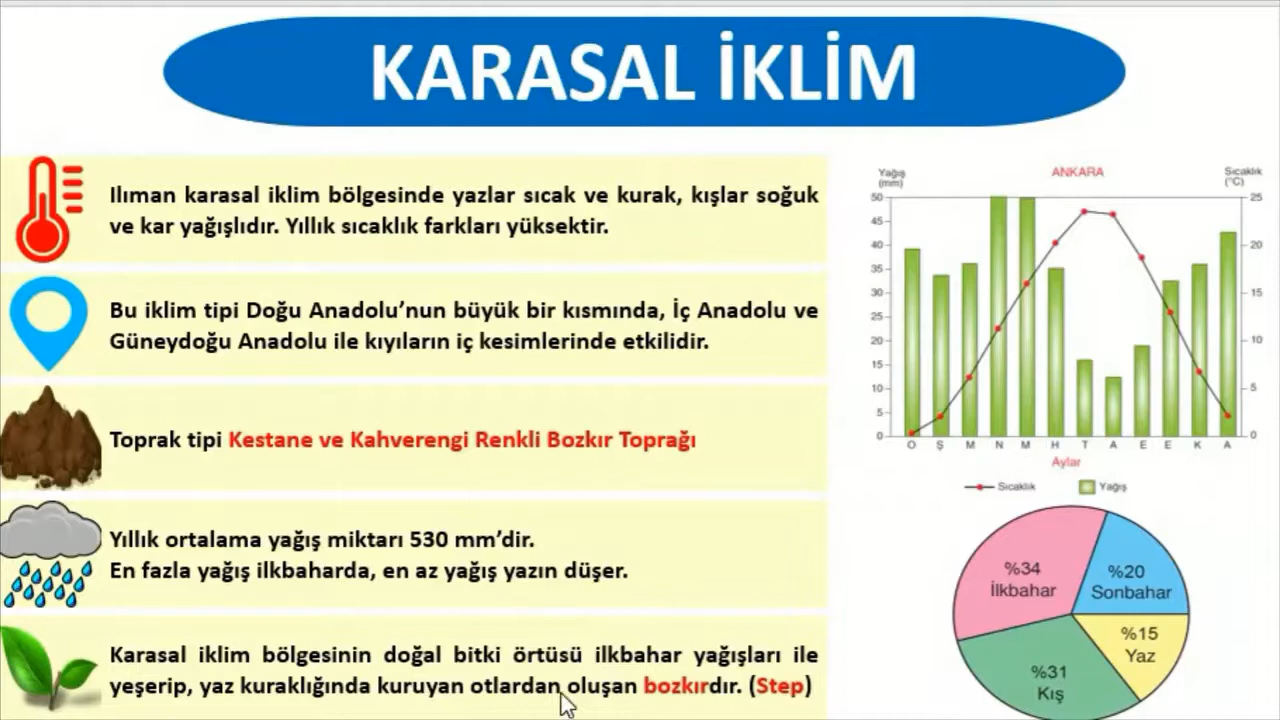 KARASAL İKLİM
Ilıman karasal iklim bölgesinde yazlar sıcak ve kurak, kışlar soğuk
ve kar yağışlıdır. Yıllık sıcaklık farkları yüksektir.
Bu iklim tipi Doğu Anadolu’nun büyük bir kısmında, İç Anadolu ve
Güneydoğu Anadolu ile kıyıların iç kesimlerinde etkilidir.
Toprak tipi Kestane ve Kahverengi Renkli Bozkır Toprağı
Yıllık ortalama yağış miktarı 530 mm’dir.
En fazla yağış ilkbaharda, en az yağış yazın düşer.
Karasal iklim bölgesinin doğal bitki örtüsü ilkbahar yağışları ile
yeşerip, yaz kuraklığında kuruyan otlardan oluşan bozkırdır. (Step)
Yağış
(mm)
ANKARA
Sıcaklık
(°C)
50
45
40
35
30
25
20
15
10
5
0
25
20
15
10
5
0
O Ş M N M H T A E E K A
Aylar
Sıcaklık Yağış
%34
İlkbahar
%20
Sonbahar
%15
Yaz
%31
Kış